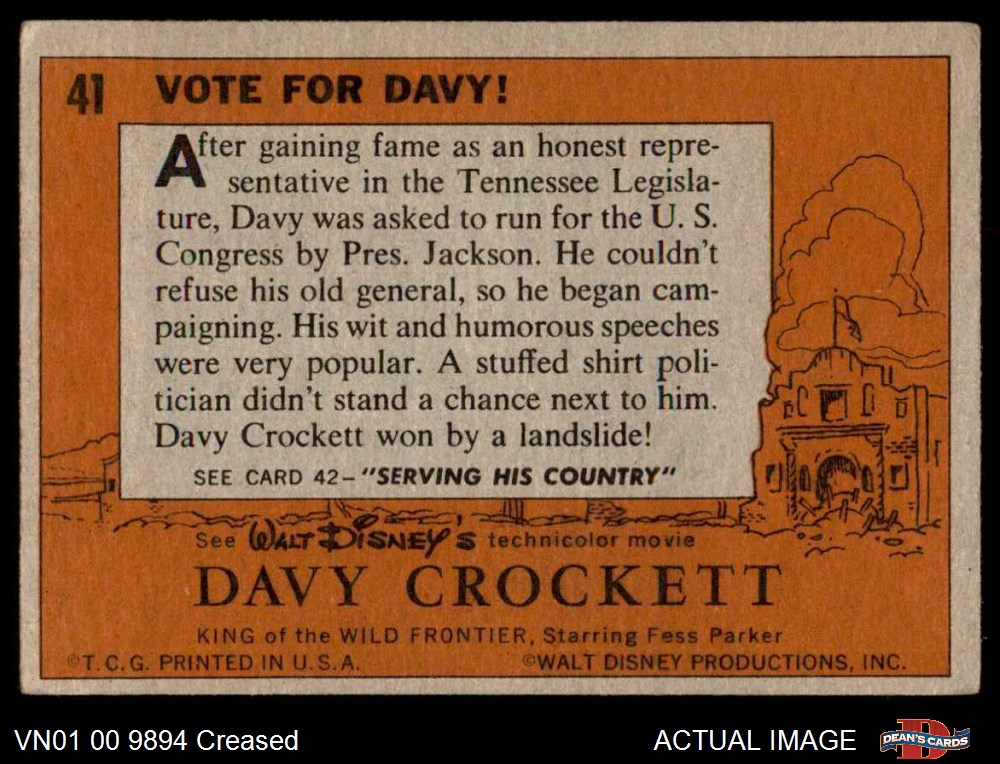 41 VOTE FOR DAVY!
After gaining fame as an honest repre-
sentative in the Tennessee Legisla-
ture, Davy was asked to run for the U. S.
Congress by Pres. Jackson. He couldn't
refuse his old general, so he began cam-
paigning. His wit and humorous speeches
were very popular. A stuffed shirt poli-
tician didn't stand a chance next to him.
Davy Crockett won by a landslide!
SEE CARD 42-"SERVING HIS COUNTRY"
See WALT DISNEY'S technicolor movie
DAVY CROCKETT
KING of the WILD FRONTIER, Starring Fess Parker
©T.C.G. PRINTED IN U.S.A. ©WALT DISNEY PRODUCTIONS, INC.
VN01 00 9894 Creased ACTUAL IMAGE D DEAN'S CARDS